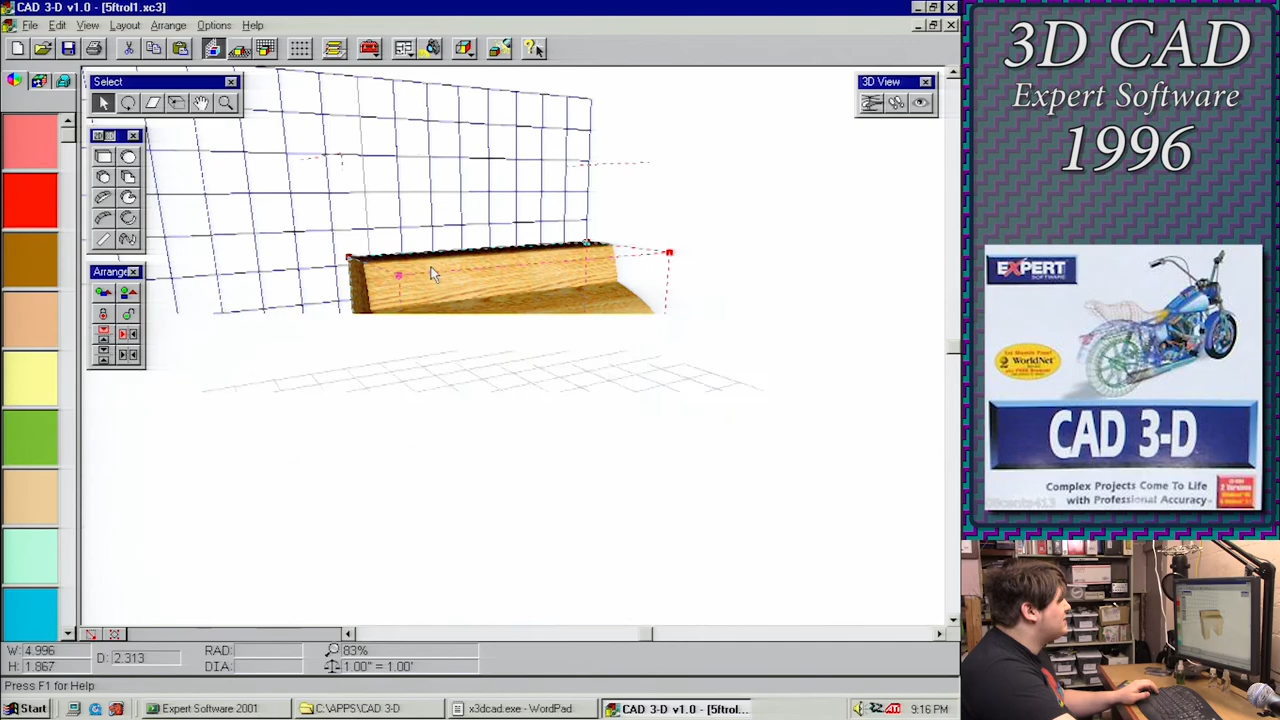 CAD 3-D v1.0 - [5ftrol1.xc3]
File Edit View Layout Arrange Options Help
Select
3D View
2D
Arrange
W: 4.996
H: 1.867
D: 2.313
RAD:
DIA:
83%
1.00" = 1.00'
Press F1 for Help
Start
Expert Software 2001
C:\APPS\CAD 3-D
x3dcad.exe - WordPad
CAD 3-D v1.0 - [5ftrol...
9:16 PM
3D CAD
Expert Software
1996
EXPERT
SOFTWARE
WorldNet
CAD 3-D
Complex Projects Come To Life
with Professional Accuracy